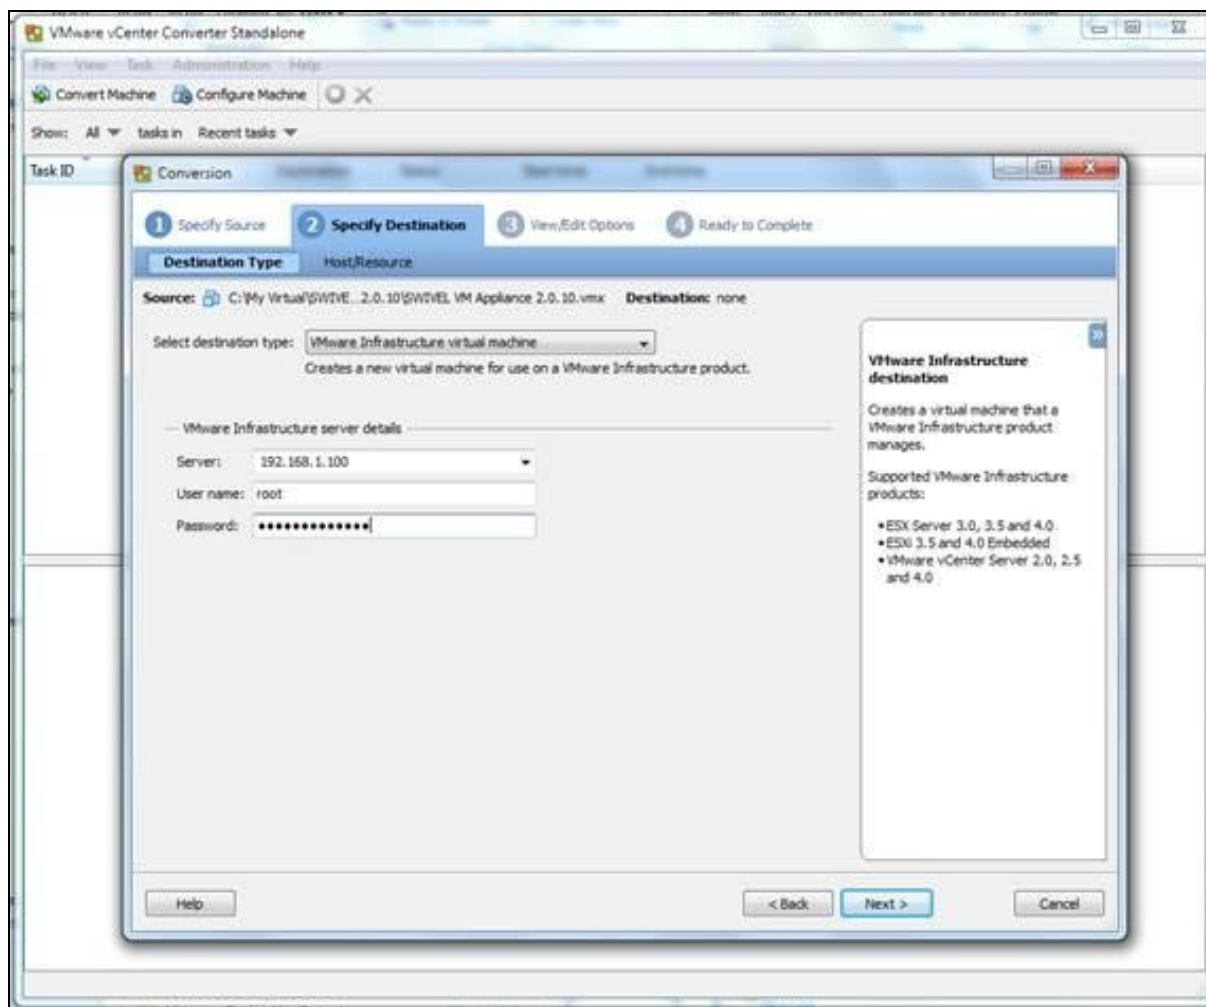 VMware vCenter Converter Standalone
File View Task Administration Help
Convert Machine Configure Machine
Show: All tasks in Recent tasks
Task ID
Conversion
1 Specify Source 2 Specify Destination 3 View/Edit Options 4 Ready to Complete
Destination Type Host/Resource
Source: C:\My Virtual\SWIVE...2.0.10\SWIVEL VM Appliance 2.0.10.vmx Destination: none
Select destination type: VMware Infrastructure virtual machine
Creates a new virtual machine for use on a VMware Infrastructure product.
VMware Infrastructure server details
Server: 192.168.1.100
User name: root
Password: •••••••••••••
VMware Infrastructure
destination
Creates a virtual machine that a
VMware Infrastructure product
manages.
Supported VMware Infrastructure
products:
•ESX Server 3.0, 3.5 and 4.0
•ESXi 3.5 and 4.0 Embedded
•VMware vCenter Server 2.0, 2.5
and 4.0
Help < Back Next > Cancel